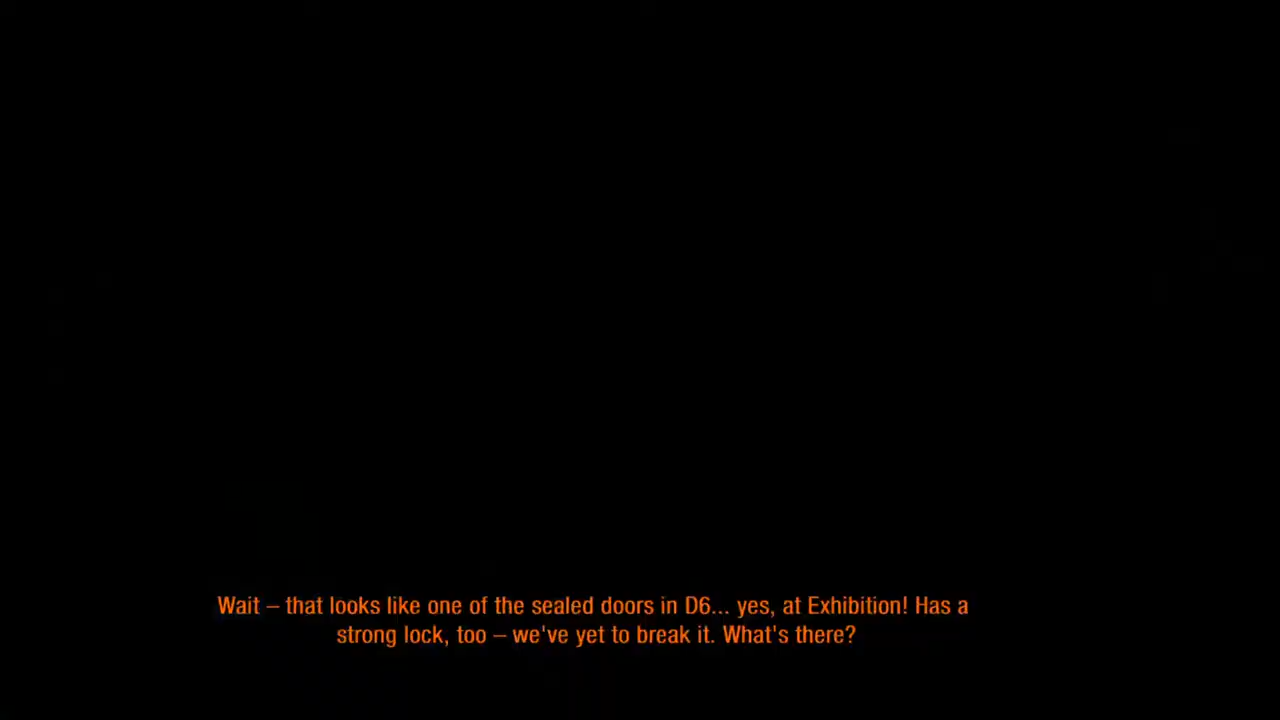 Wait – that looks like one of the sealed doors in D6... yes, at Exhibition! Has a
strong lock, too – we've yet to break it. What's there?